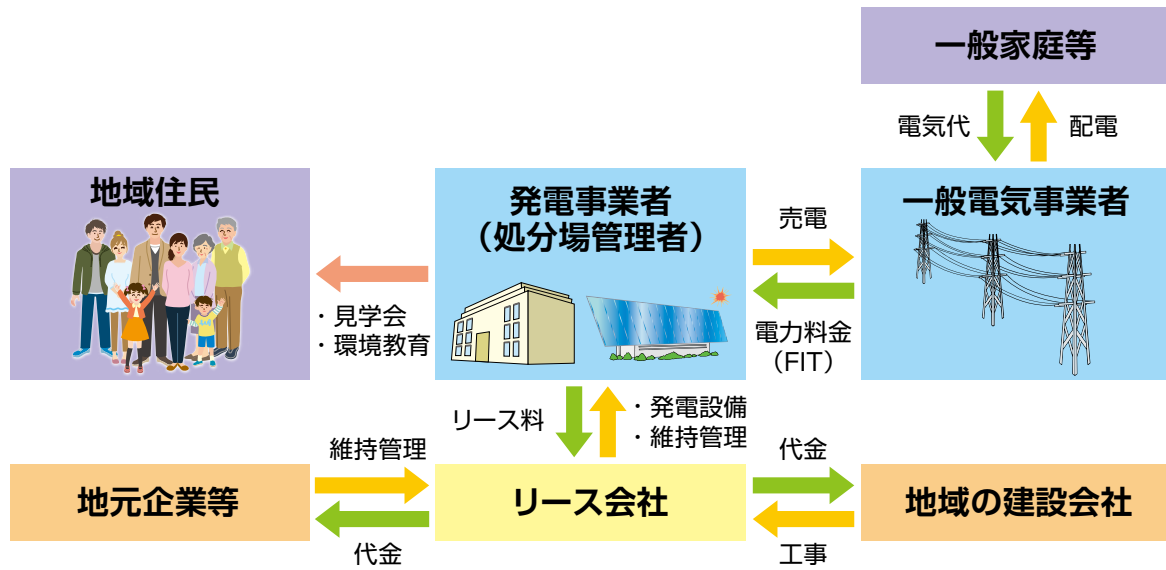 一般家庭等
電気代
配電
地域住民
発電事業者
（処分場管理者）
一般電気事業者
売電
・見学会
・環境教育
電力料金
（FIT）
リース料
・発電設備
・維持管理
維持管理
代金
地元企業等
リース会社
地域の建設会社
代金
工事